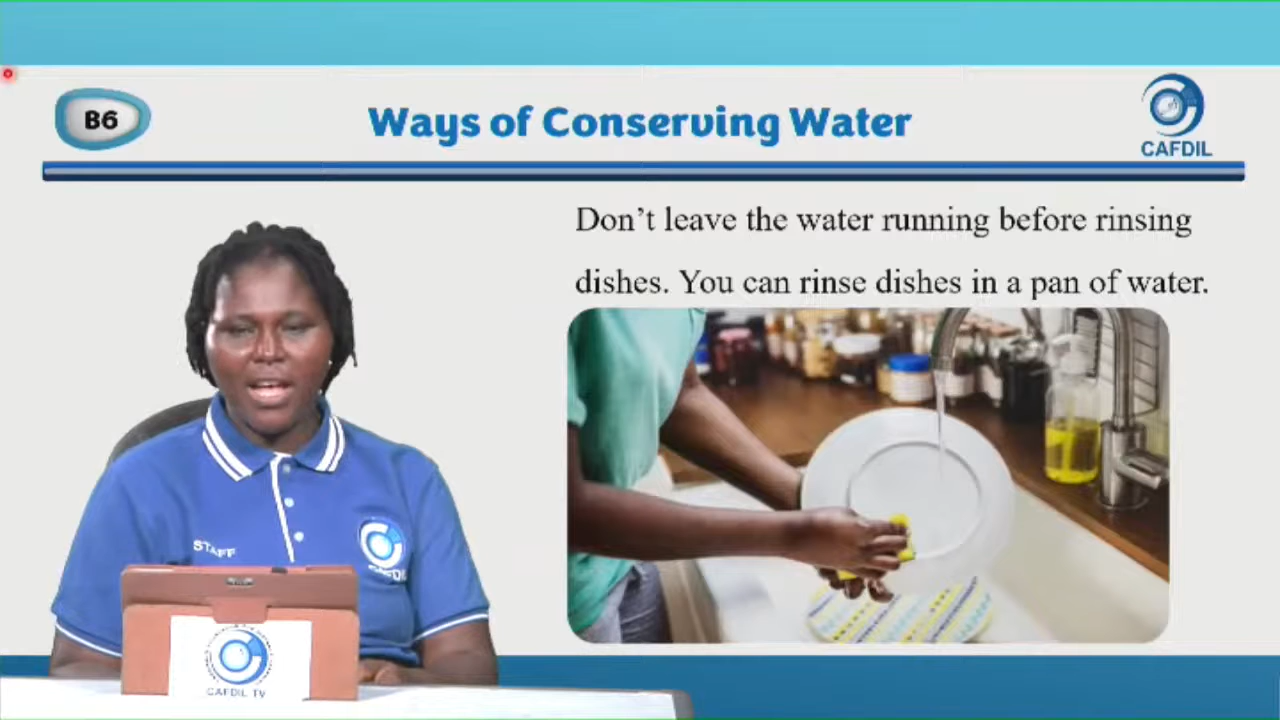 B6
Ways of Conserving Water
CAFDIL
Don't leave the water running before rinsing
dishes. You can rinse dishes in a pan of water.
STAFF
CAFDIL
CAFDIL TV